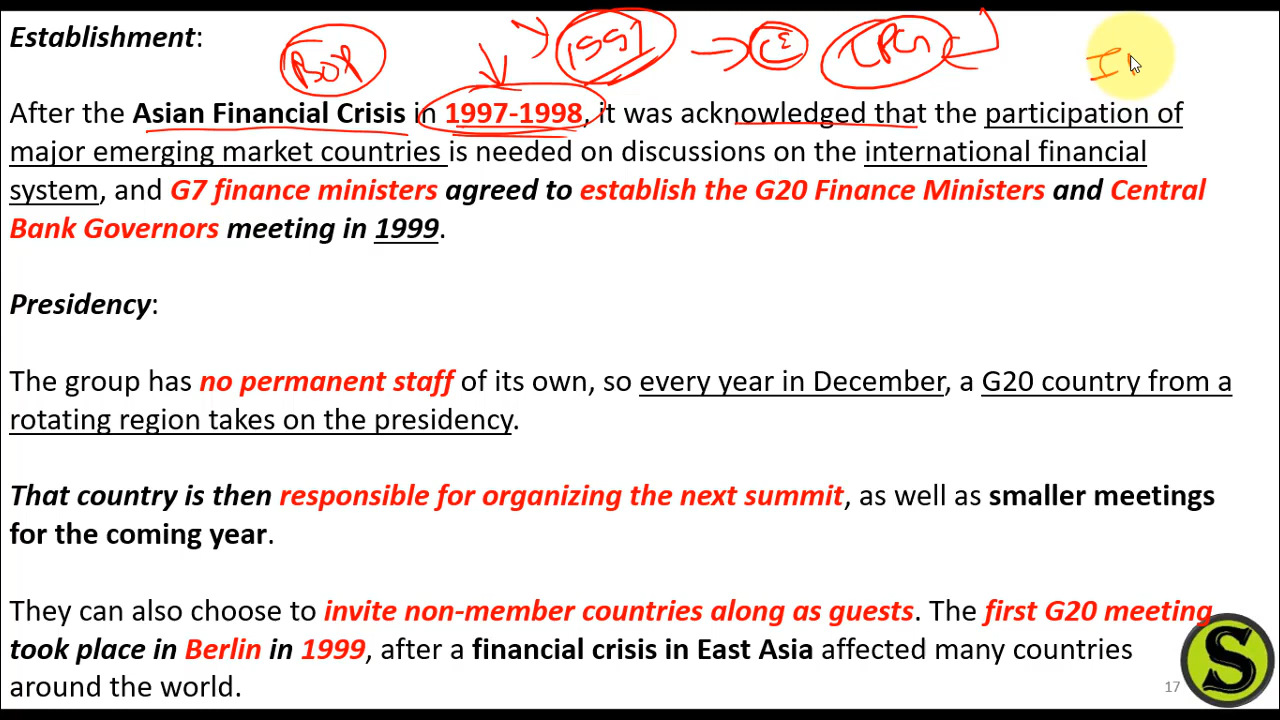 Establishment:
BOP
1991
CE
After the Asian Financial Crisis in 1997-1998, it was acknowledged that the participation of
major emerging market countries is needed on discussions on the international financial
system, and G7 finance ministers agreed to establish the G20 Finance Ministers and Central
Bank Governors meeting in 1999.
Presidency:
The group has no permanent staff of its own, so every year in December, a G20 country from a
rotating region takes on the presidency.
That country is then responsible for organizing the next summit, as well as smaller meetings
for the coming year.
They can also choose to invite non-member countries along as guests. The first G20 meeting
took place in Berlin in 1999, after a financial crisis in East Asia affected many countries
around the world.
S
17